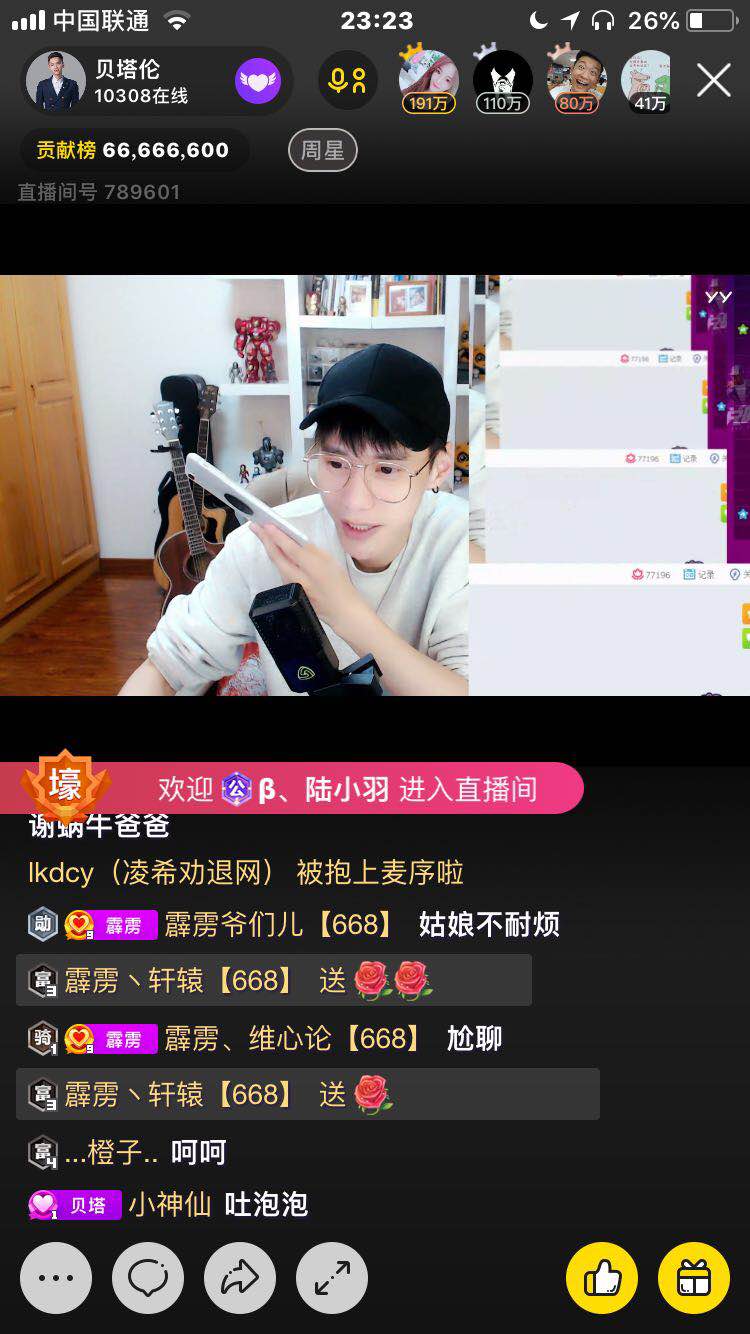 中国联通 23:23 26%
贝塔伦
10308在线
191万 110万 80万 41万
贡献榜 66,666,600 周星
直播间号 789601
YY
77196 记录
77196 记录
77196 记录 关
壕 欢迎 公 β、陆小羽 进入直播间
谢蜗牛爸爸
lkdcy（凌希劝退网） 被抱上麦序啦
勋 9 霹雳 霹雳爷们儿【668】 姑娘不耐烦
富3 霹雳丶轩辕【668】 送
骑1 9 霹雳 霹雳、维心论【668】 尬聊
富3 霹雳丶轩辕【668】 送
富4 ...橙子.. 呵呵
1 贝塔 小神仙 吐泡泡